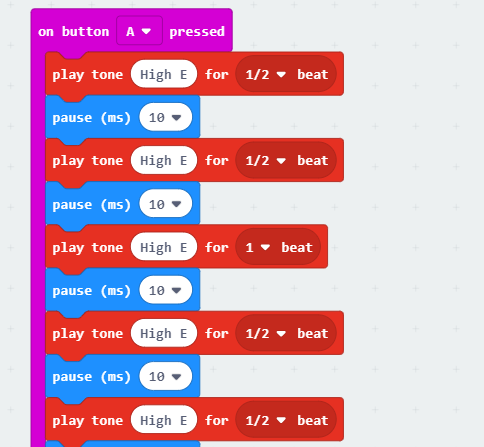 on button A pressed
play tone High E for 1/2 beat
pause (ms) 10
play tone High E for 1/2 beat
pause (ms) 10
play tone High E for 1 beat
pause (ms) 10
play tone High E for 1/2 beat
pause (ms) 10
play tone High E for 1/2 beat